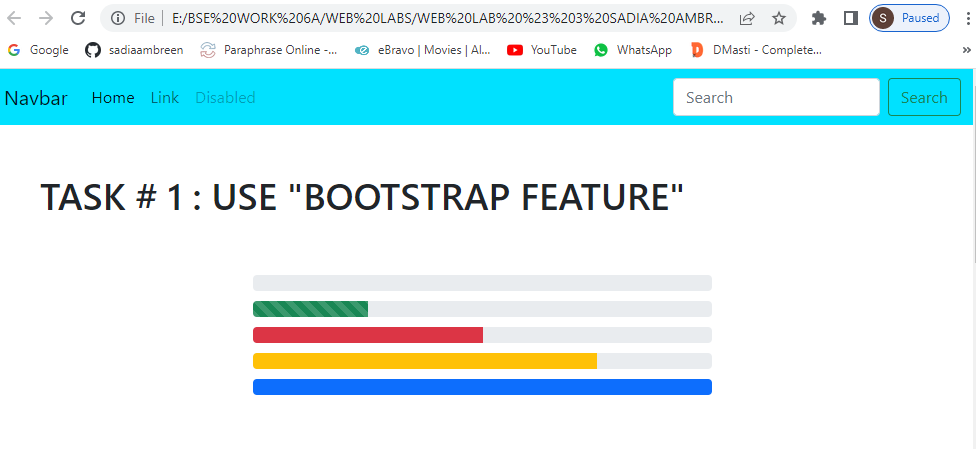 File E:/BSE%20WORK%206A/WEB%20LABS/WEB%20LAB%20%23%203%20SADIA%20AMBR... S Paused
Google sadiaambreen Paraphrase Online -... eBravo | Movies | Al... YouTube WhatsApp DMasti - Complete... »
Navbar Home Link Disabled Search Search
TASK # 1 : USE "BOOTSTRAP FEATURE"